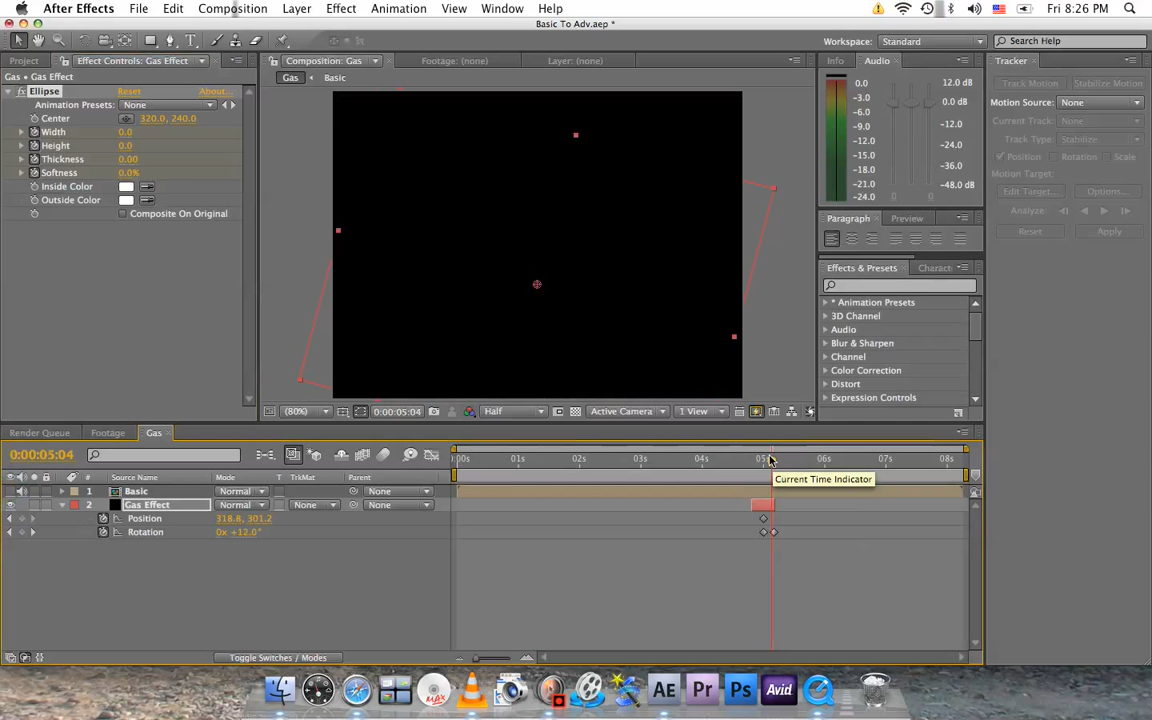 After Effects File Edit Composition Layer Effect Animation View Window Help Fri 8:26 PM
Basic To Adv.aep *
Workspace: Standard Search Help
Project Effect Controls: Gas Effect Composition: Gas Footage: (none) Layer: (none) Info Audio Tracker
Gas • Gas Effect Gas Basic
Ellipse Reset About...
Animation Presets: None
Center 320.0, 240.0
Width 0.0
Height 0.0
Thickness 0.00
Softness 0.0%
Inside Color
Outside Color
Composite On Original
0.0 12.0 dB
-3.0 6.0 dB
-6.0 0.0 dB
-9.0
-12.0 -12.0 dB
-15.0 -24.0
-18.0
-21.0 -36.0
-24.0 -48.0 dB
Track Motion Stabilize Motion
Motion Source: None
Current Track: None
Track Type: Stabilize
Position Rotation Scale
Motion Target:
Edit Target... Options...
Analyze:
Reset Apply
Paragraph Preview
Effects & Presets
* Animation Presets
3D Channel
Audio
Blur & Sharpen
Channel
Color Correction
Distort
Expression Controls
(80%) 0:00:05:04 Half Active Camera 1 View
Render Queue Footage Gas
0:00:05:04 :00s 01s 02s 03s 04s 05s 06s 07s 08s
Source Name Mode T TrkMat Parent
Current Time Indicator
1 Basic Normal None
2 Gas Effect Normal None None
Position 318.8, 301.2
Rotation 0x +12.0°
Toggle Switches / Modes
MAX AE Pr Ps Avid